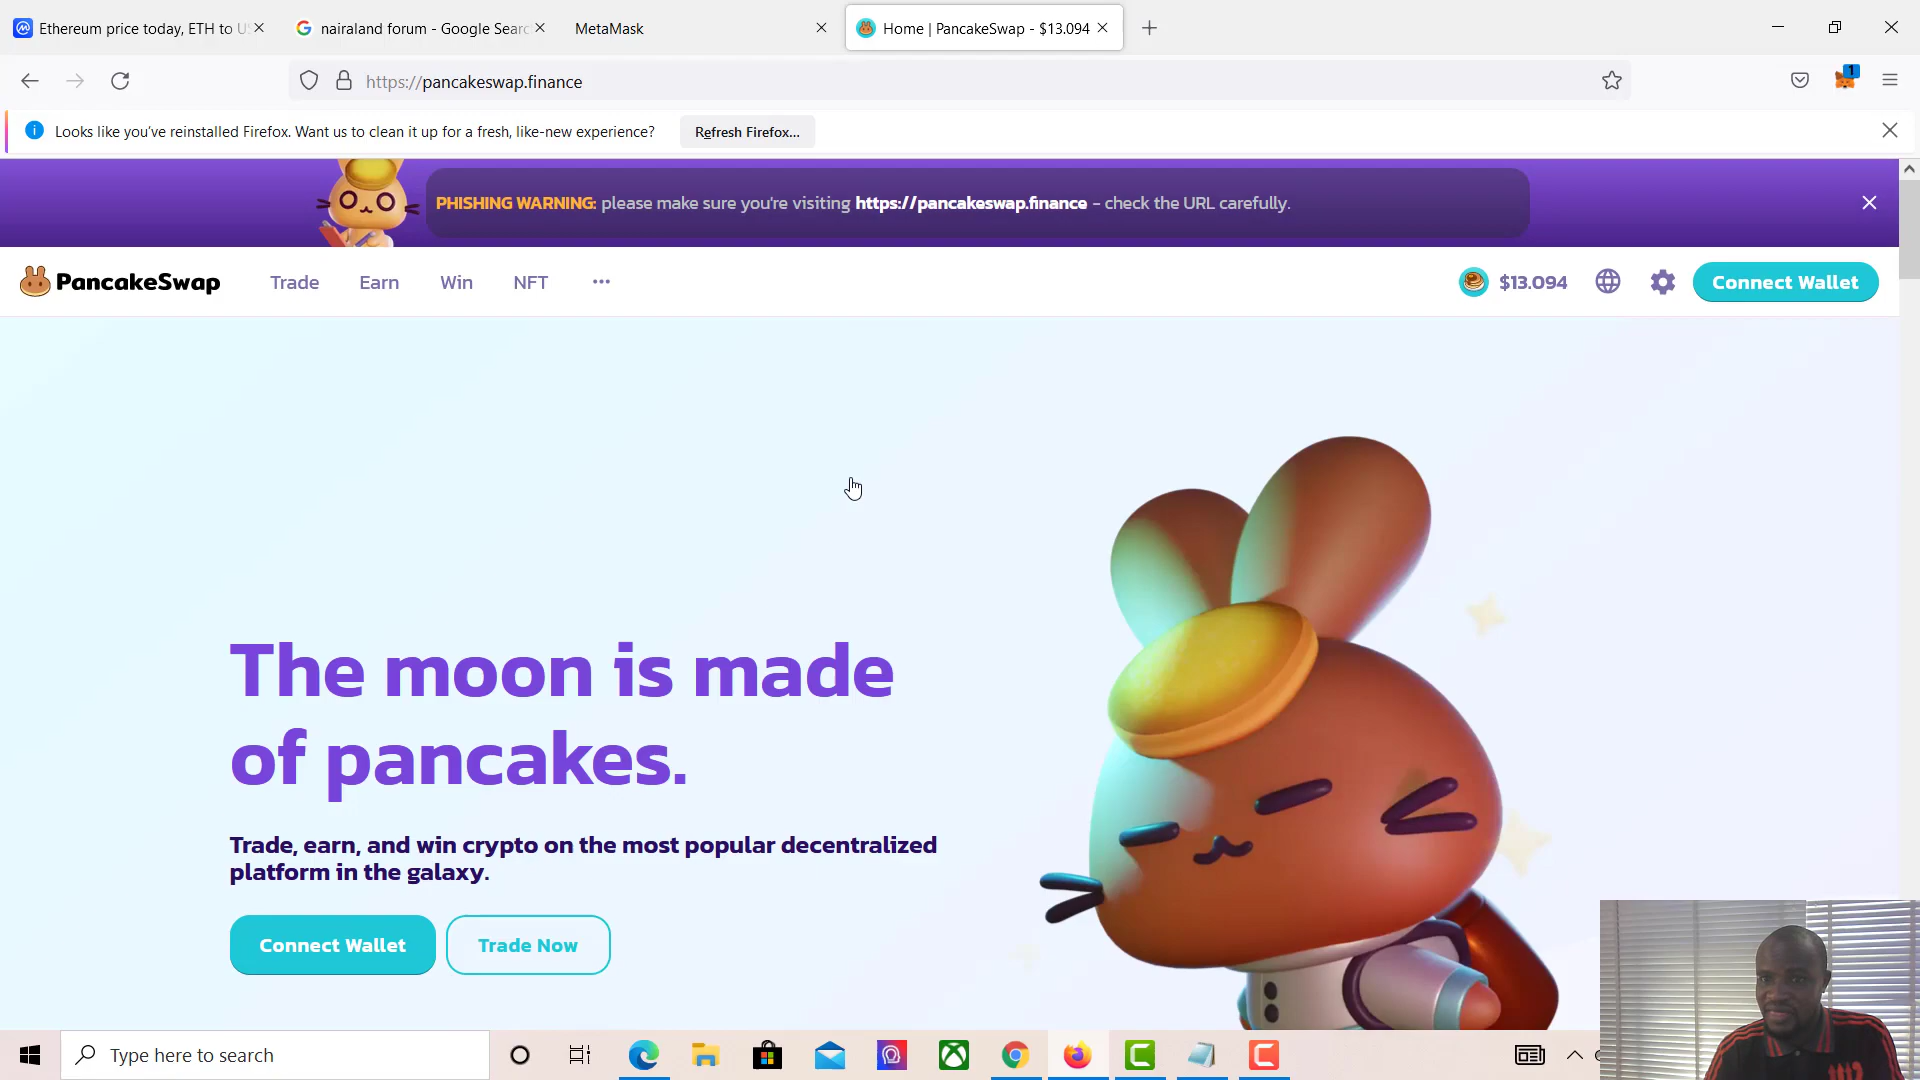 Ethereum price today, ETH to US
nairaland forum - Google Searc
MetaMask
Home | PancakeSwap - $13.094
https://pancakeswap.finance
1
Looks like you've reinstalled Firefox. Want us to clean it up for a fresh, like-new experience?
Refresh Firefox...
PHISHING WARNING: please make sure you're visiting https://pancakeswap.finance - check the URL carefully.
PancakeSwap
Trade
Earn
Win
NFT
$13.094
Connect Wallet
The moon is made
of pancakes.
Trade, earn, and win crypto on the most popular decentralized
platform in the galaxy.
Connect Wallet
Trade Now
Type here to search